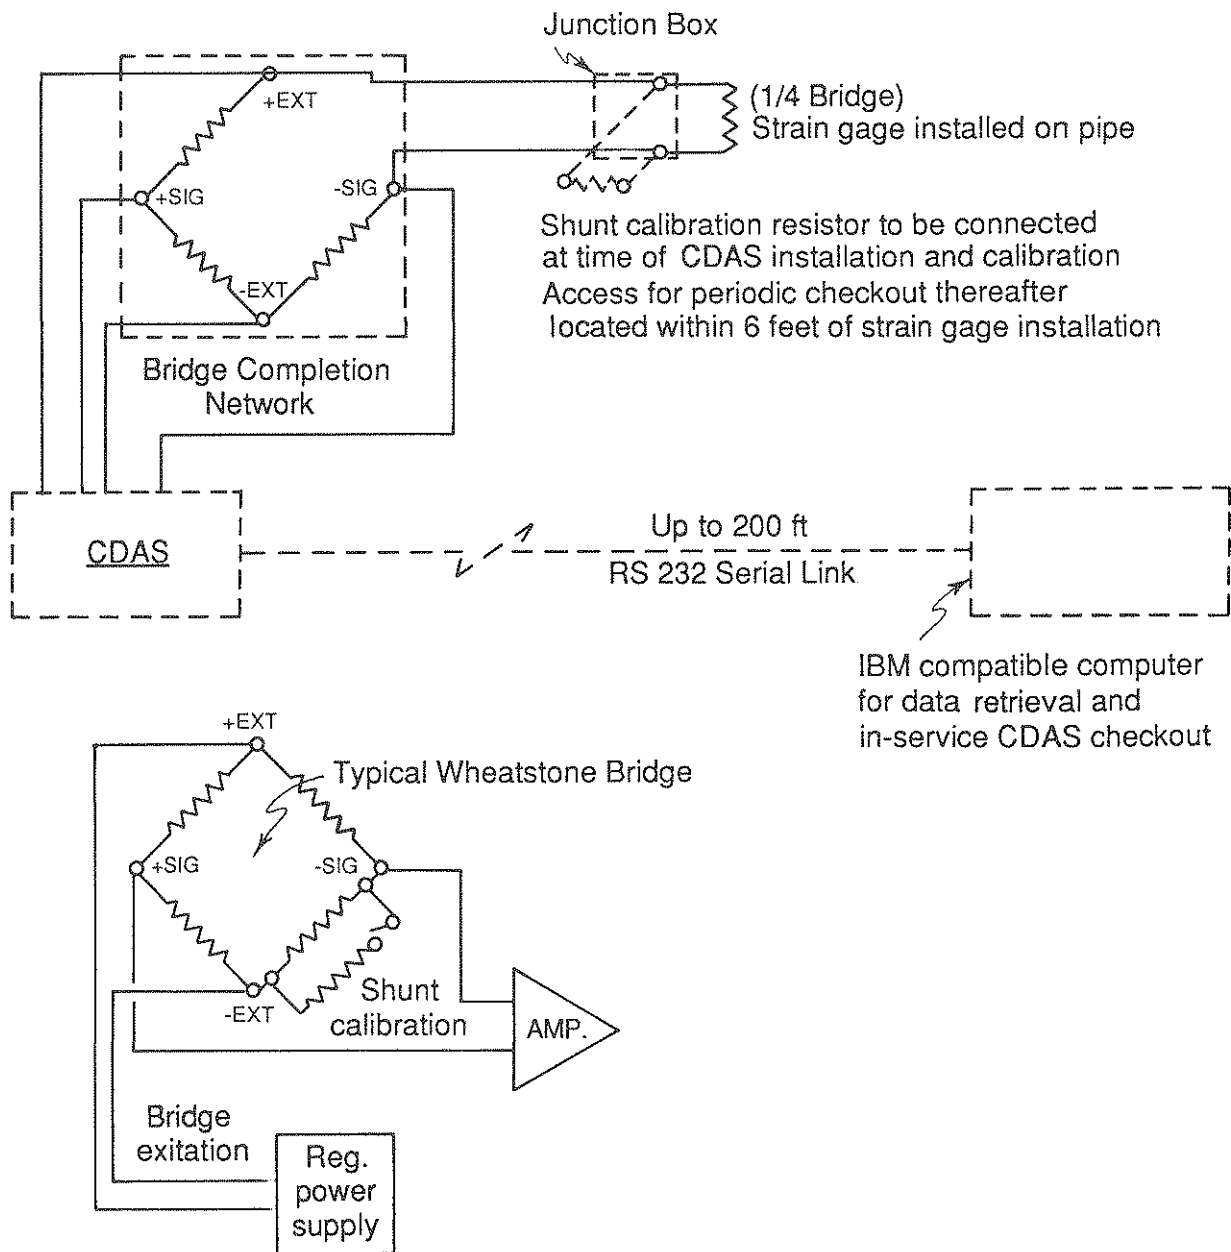 Junction Box
+EXT
(1/4 Bridge)
Strain gage installed on pipe
+SIG
-SIG
Shunt calibration resistor to be connected
at time of CDAS installation and calibration
Access for periodic checkout thereafter
located within 6 feet of strain gage installation
-EXT
Bridge Completion
Network
CDAS
Up to 200 ft
RS 232 Serial Link
IBM compatible computer
for data retrieval and
in-service CDAS checkout
+EXT
Typical Wheatstone Bridge
+SIG
-SIG
-EXT
Shunt
calibration
AMP.
Bridge
exitation
Reg.
power
supply